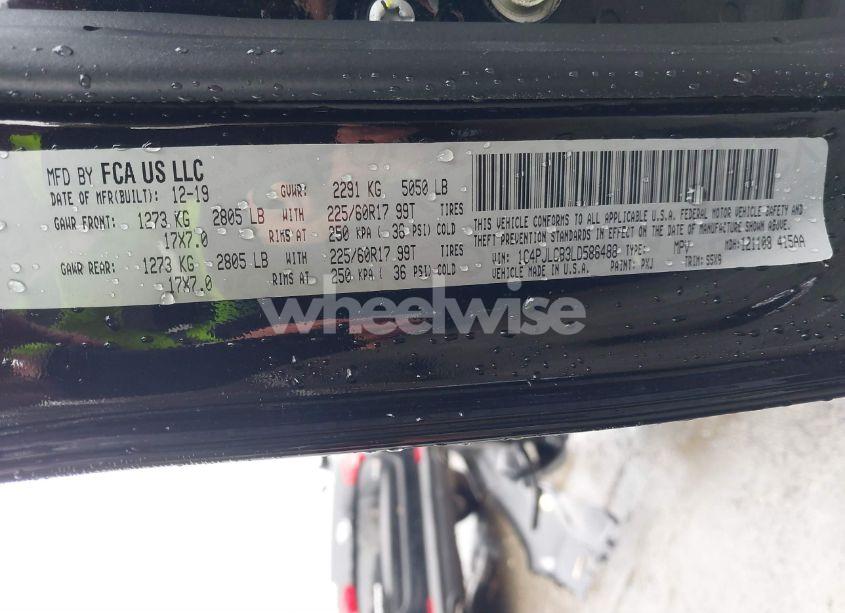 MFD BY FCA US LLC
DATE OF MFR(BUILT): 12-19 GVWR: 2291 KG 5050 LB
GAWR FRONT: 1273 KG 2805 LB WITH 225/60R17 99T TIRES
17X7.0 RIMS AT 250 KPA ( 36 PSI) COLD
GAWR REAR: 1273 KG 2805 LB WITH 225/60R17 99T TIRES
17X7.0 RIMS AT 250 KPA ( 36 PSI) COLD
THIS VEHICLE CONFORMS TO ALL APPLICABLE U.S.A. FEDERAL MOTOR VEHICLE SAFETY AND
THEFT PREVENTION STANDARDS IN EFFECT ON THE DATE OF MANUFACTURE SHOWN ABOVE.
VIN: 1C4PJLCB3LD586488 TYPE: MPV MDH: 121109 415AA
VEHICLE MADE IN U.S.A. PAINT: PXJ TRIM: S5X9
wheelwise